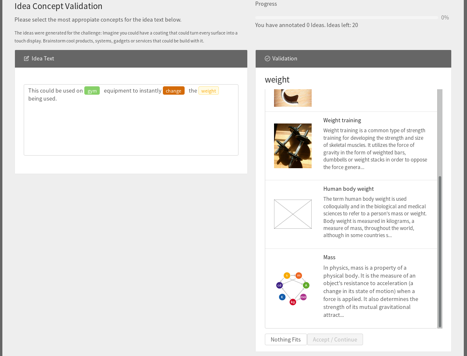 Idea Concept Validation
Please select the most appropiate concepts for the idea text below.
The ideas were generated for the challenge: Imagine you could have a coating that could turn every surface into a
touch display. Brainstorm cool products, systems, gadgets or services that could be build with it.
Progress
0%
You have annotated 0 Ideas. Ideas left: 20
Idea Text
This could be used on gym equipment to instantly change the weight
being used.
Validation
weight
Weight training
Weight training is a common type of strength
training for developing the strength and size
of skeletal muscles. It utilizes the force of
gravity in the form of weighted bars,
dumbbells or weight stacks in order to oppose
the force genera...
Human body weight
The term human body weight is used
colloquially and in the biological and medical
sciences to refer to a person's mass or weight.
Body weight is measured in kilograms, a
measure of mass, throughout the world,
although in some countries s...
Mass
In physics, mass is a property of a
physical body. It is the measure of an
object's resistance to acceleration (a
change in its state of motion) when a
force is applied. It also determines the
strength of its mutual gravitational
attract...
Nothing Fits
Accept / Continue